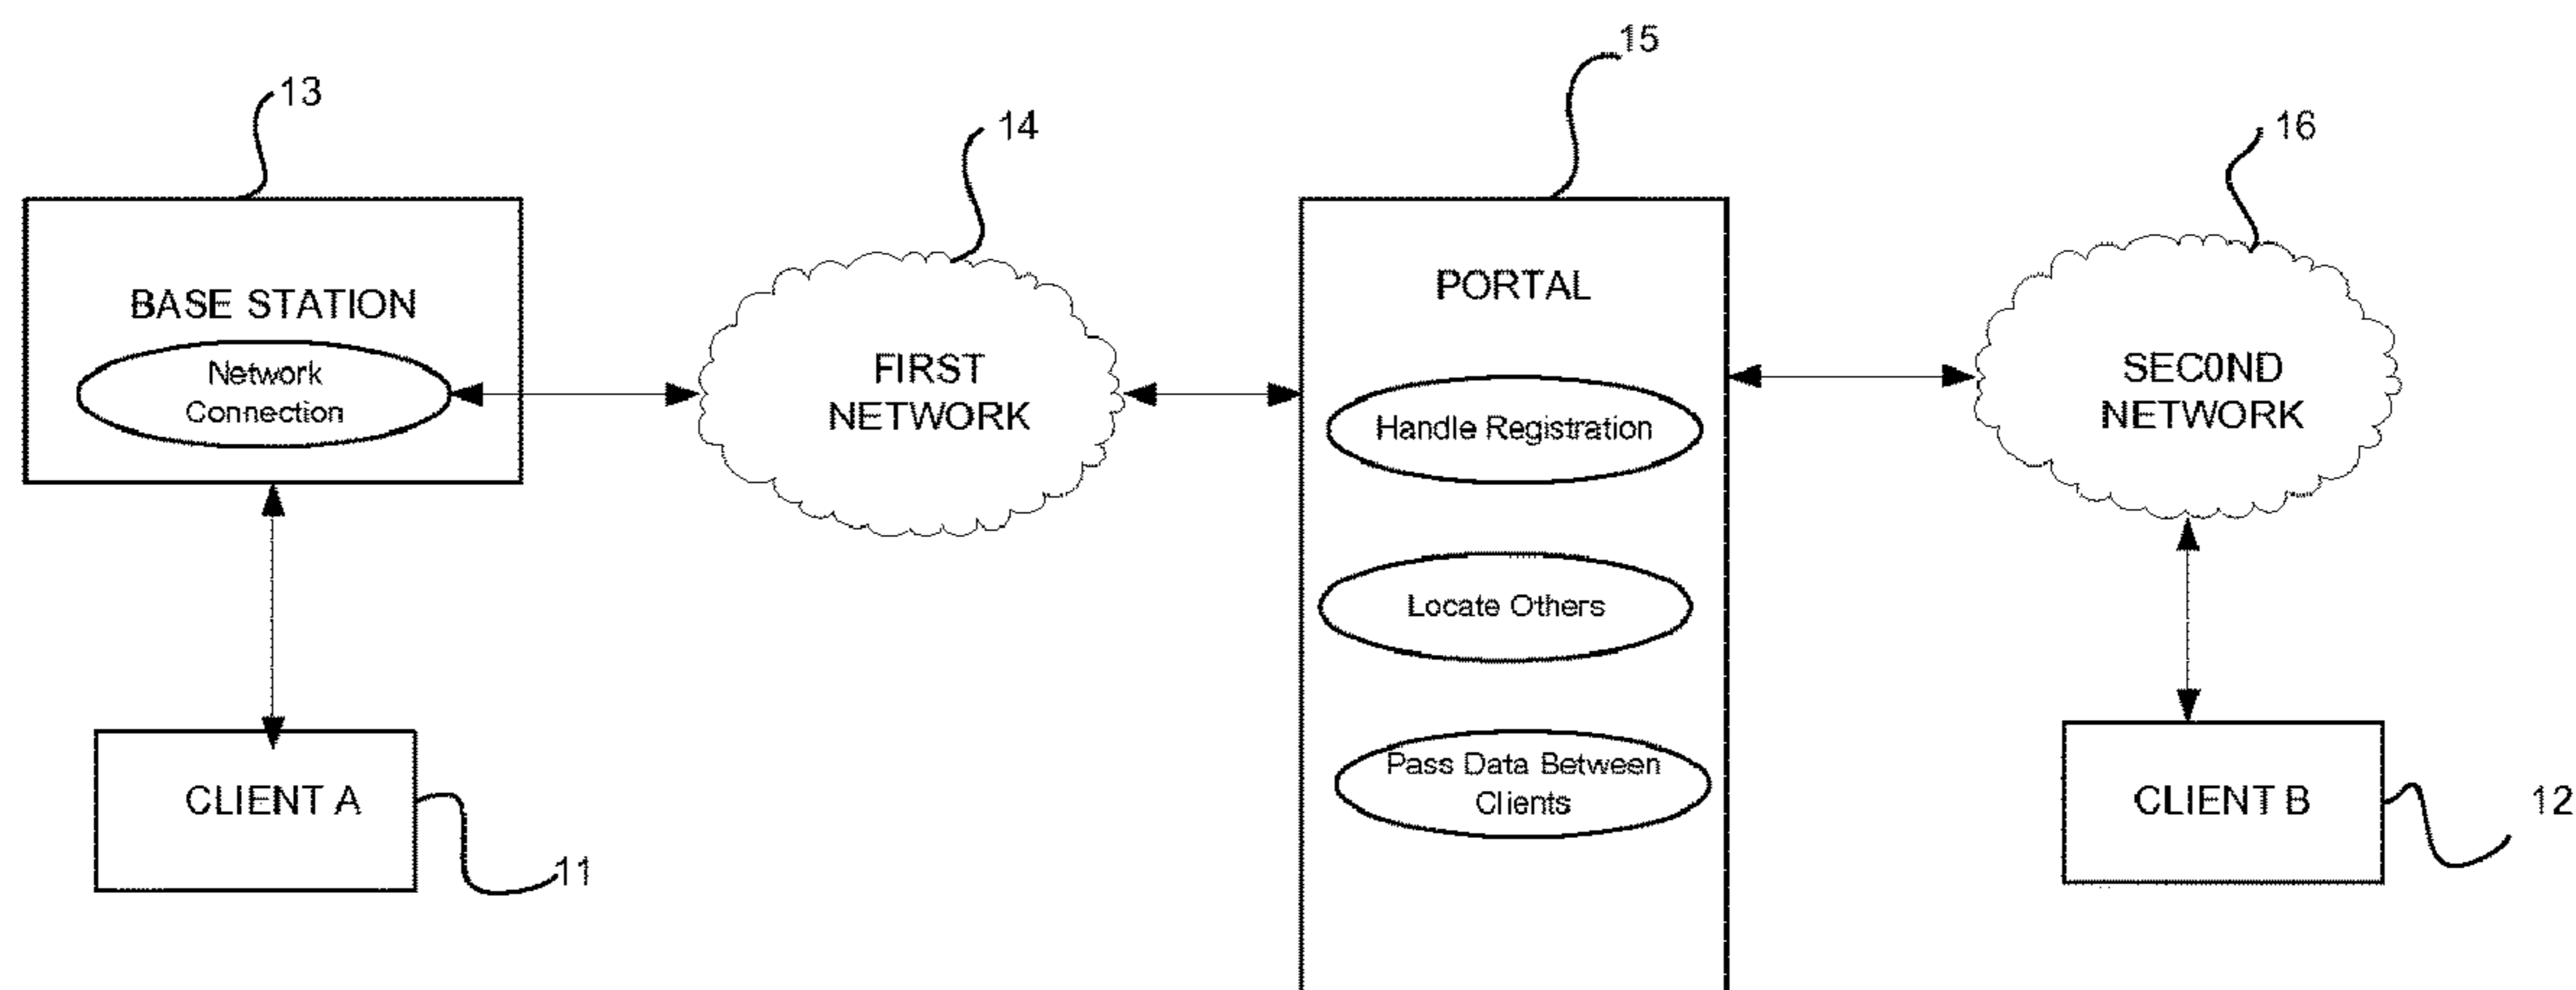 13
14
15
16
BASE STATION
Network
Connection
FIRST
NETWORK
PORTAL
Handle Registration
Locate Others
Pass Data Between
Clients
SEC0ND
NETWORK
CLIENT A
11
CLIENT B
12